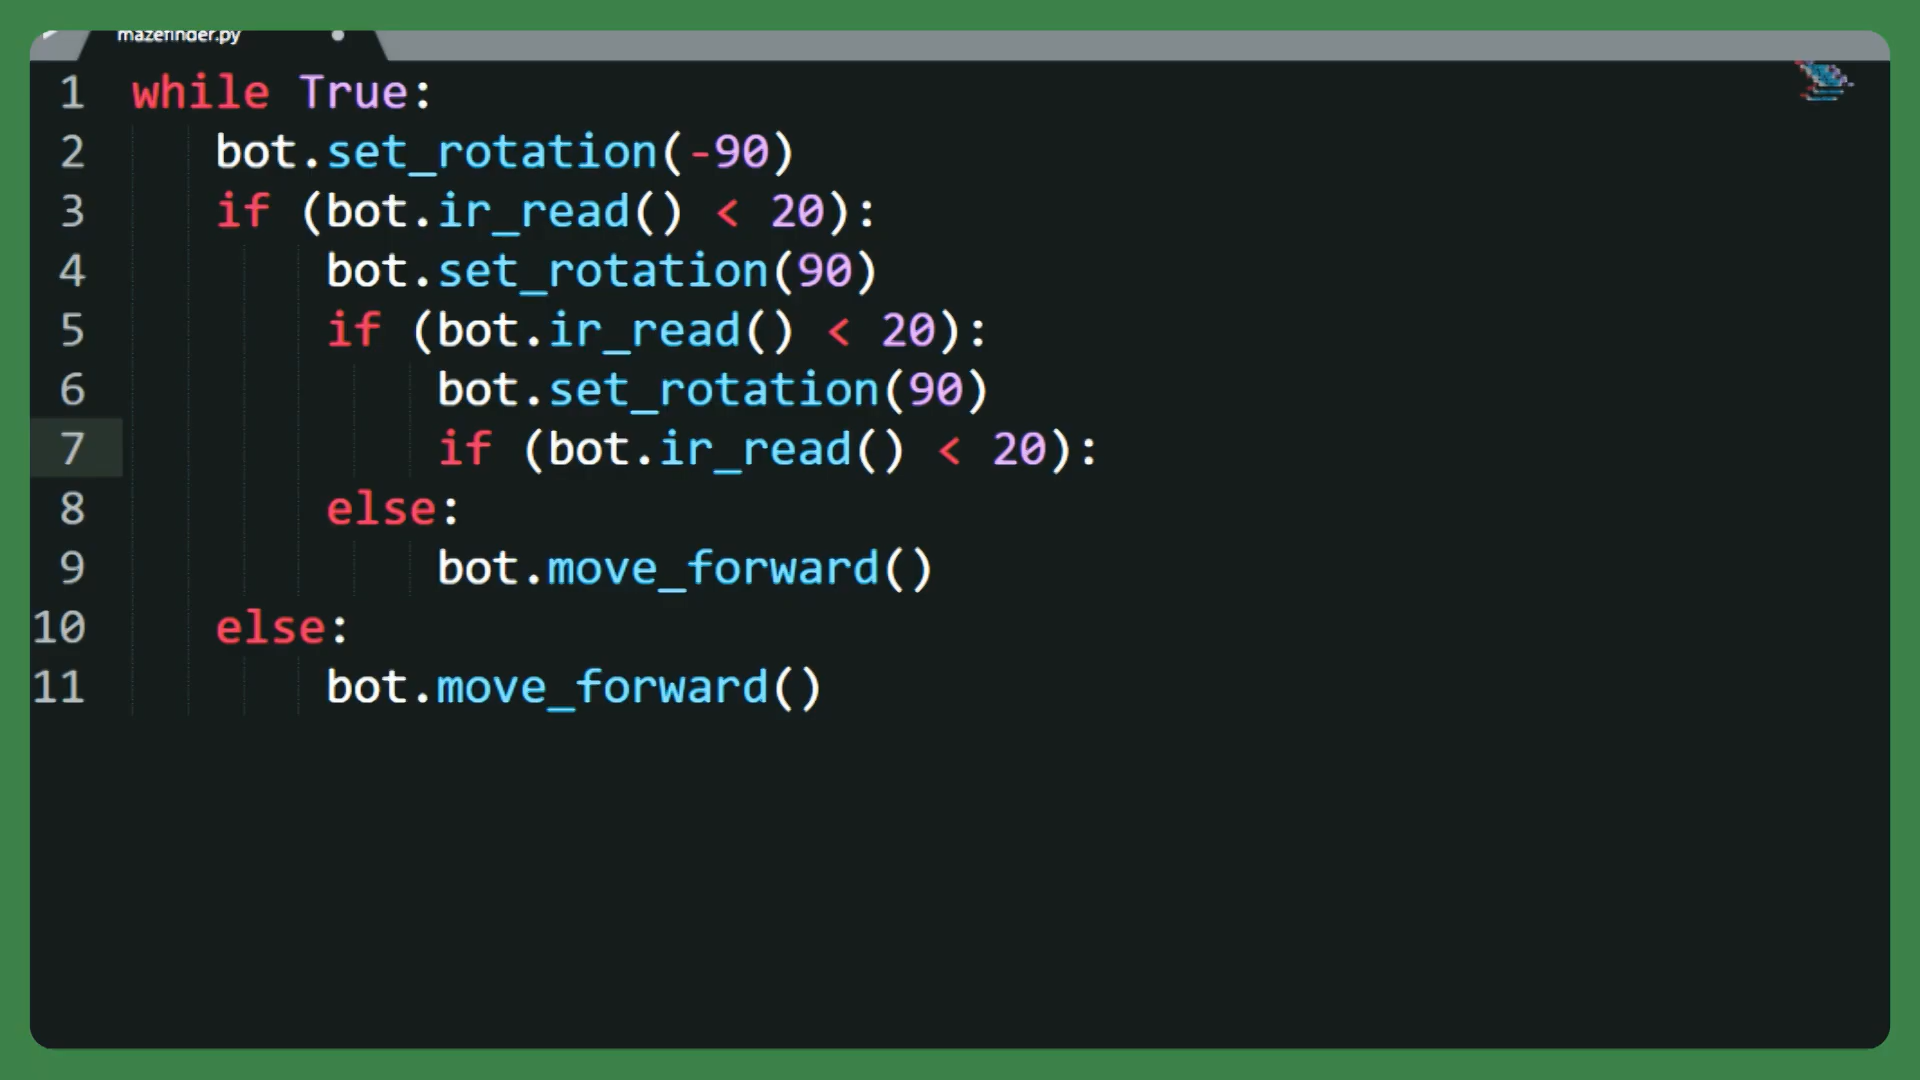 mazefinder.py
1 while True:
2 bot.set_rotation(-90)
3 if (bot.ir_read() < 20):
4 bot.set_rotation(90)
5 if (bot.ir_read() < 20):
6 bot.set_rotation(90)
7 if (bot.ir_read() < 20):
8 else:
9 bot.move_forward()
10 else:
11 bot.move_forward()